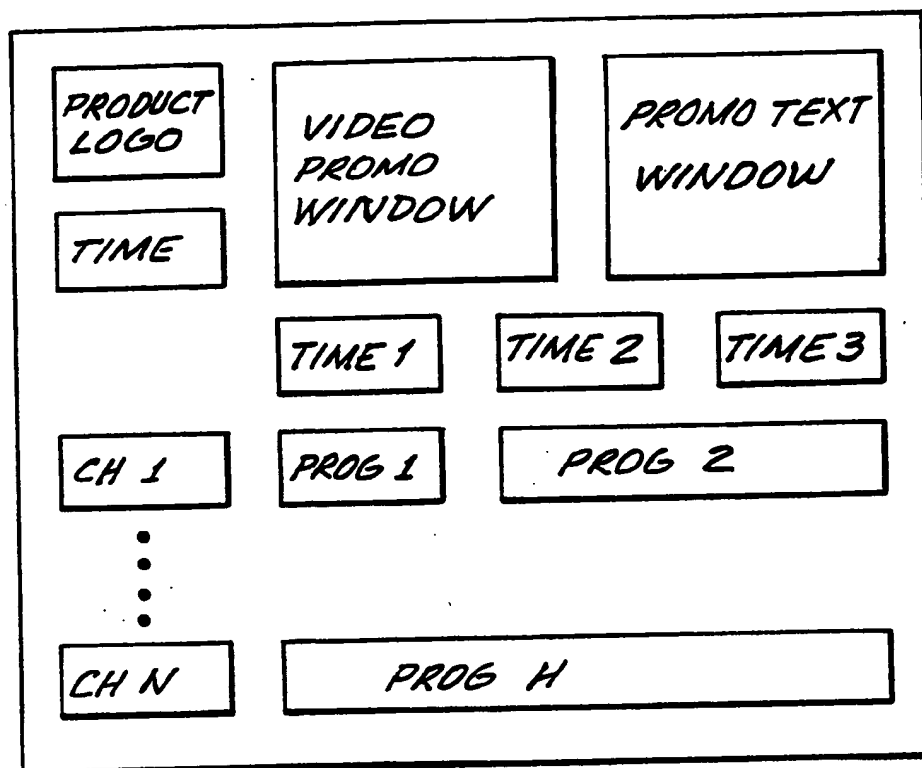 PRODUCT
LOGO
VIDEO
PROMO
WINDOW
PROMO TEXT
WINDOW
TIME
TIME 1
TIME 2
TIME 3
CH 1
PROG 1
PROG 2
CH N
PROG H